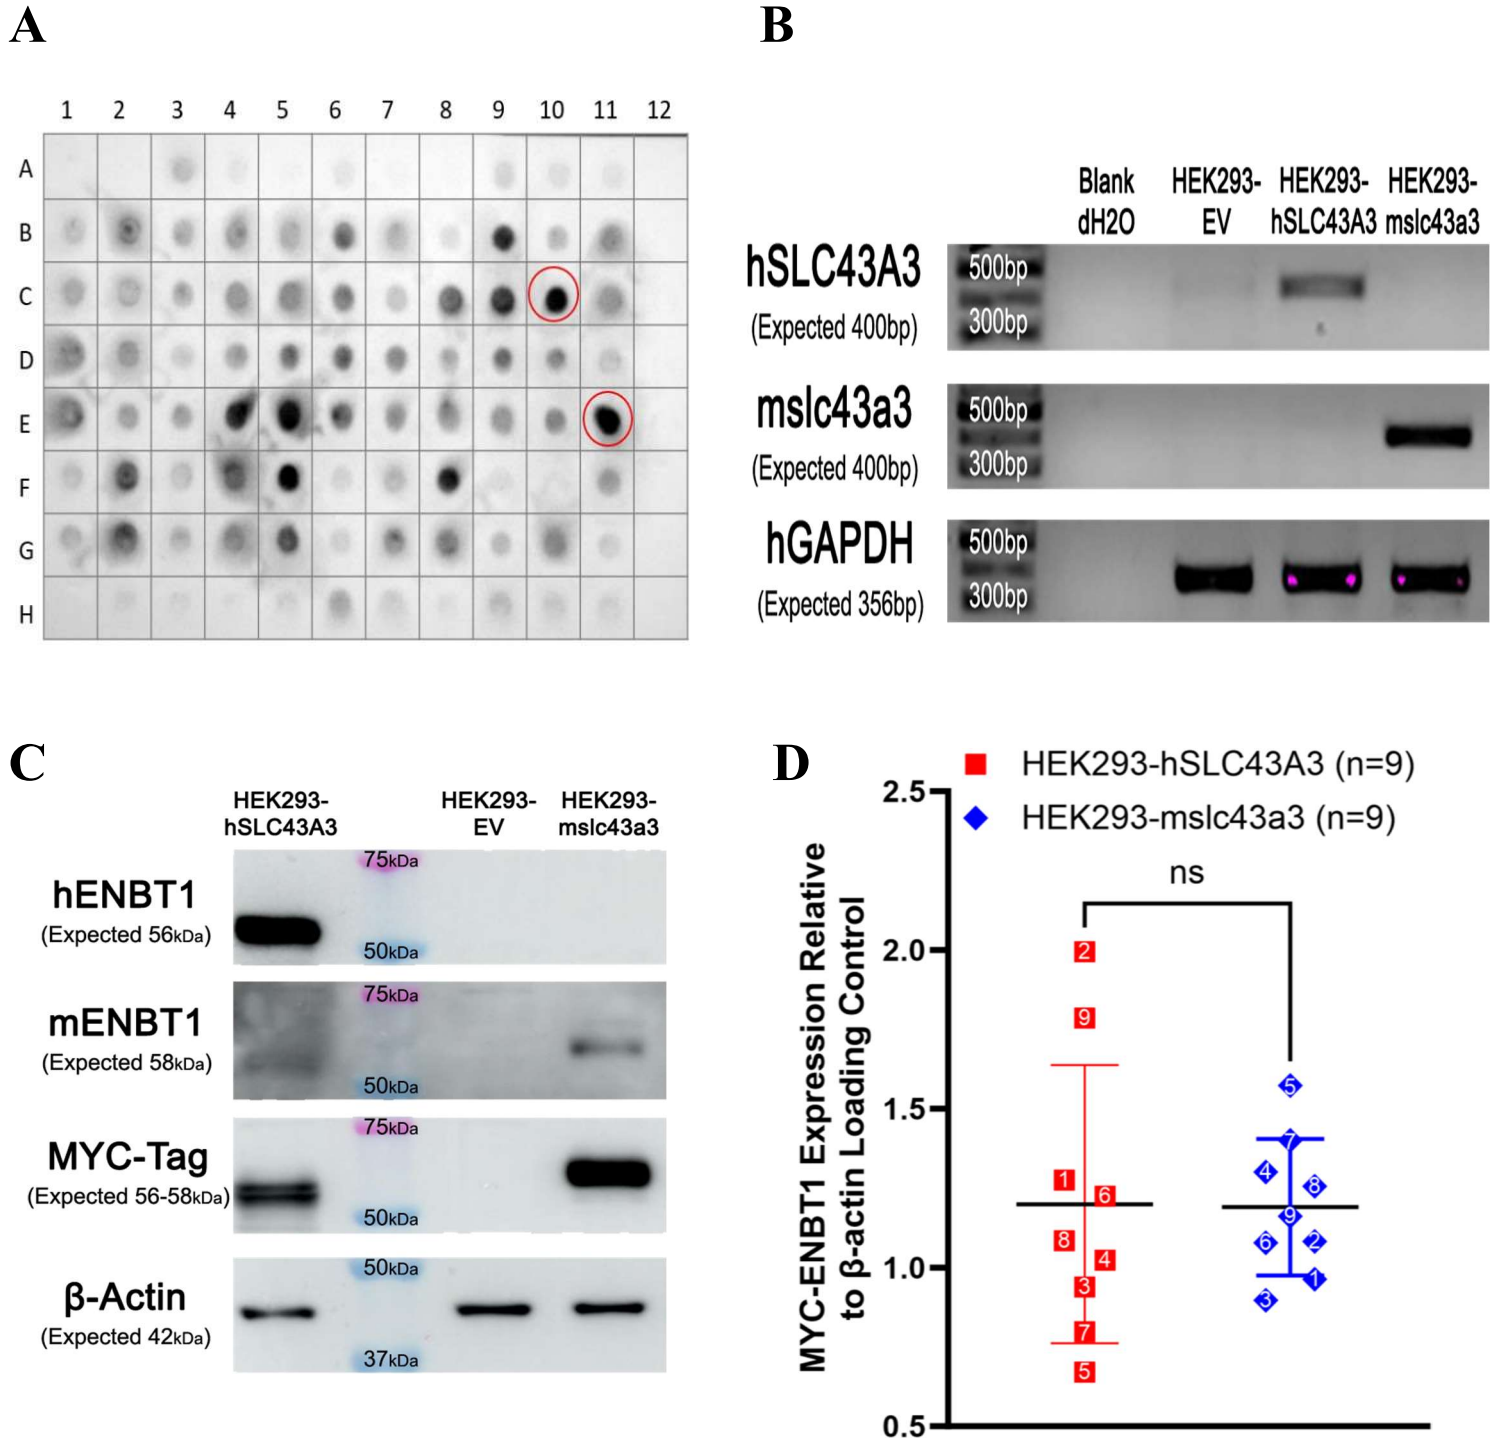 A
1 2 3 4 5 6 7 8 9 10 11 12
A
B
C
D
E
F
G
H
B
Blank dH2O
HEK293-EV
HEK293-hSLC43A3
HEK293-mslc43a3
hSLC43A3
(Expected 400bp)
500bp
300bp
mslc43a3
(Expected 400bp)
500bp
300bp
hGAPDH
(Expected 356bp)
500bp
300bp
C
HEK293-
hSLC43A3
HEK293-
EV
HEK293-
mslc43a3
hENBT1
(Expected 56kDa)
75kDa
50kDa
mENBT1
(Expected 58kDa)
75kDa
50kDa
MYC-Tag
(Expected 56-58kDa)
75kDa
50kDa
β-Actin
(Expected 42kDa)
50kDa
37kDa
D
HEK293-hSLC43A3 (n=9)
HEK293-mslc43a3 (n=9)
MYC-ENBT1 Expression Relative
to β-actin Loading Control
2.5
2.0
1.5
1.0
0.5
ns
2
9
1
6
8
4
3
7
5
5
7
4
8
9
6
2
1
3